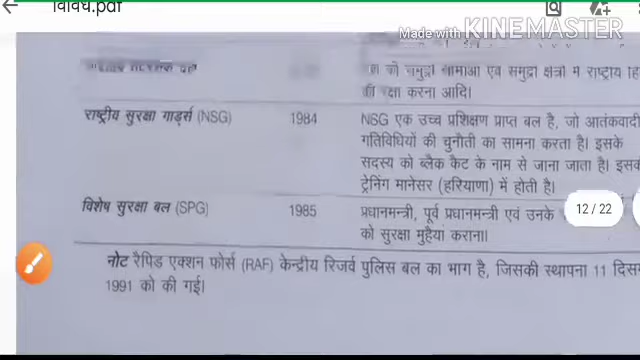 विविध.pdf
Made with KINEMASTER
की रक्षा करना आदि।
राष्ट्रीय सुरक्षा गार्ड्स (NSG) 1984 NSG एक उच्च प्रशिक्षण प्राप्त बल है, जो आतंकवादी
गतिविधियों की चुनौती का सामना करता है। इसके
सदस्य को ब्लैक कैट के नाम से जाना जाता है। इसक
ट्रेनिंग मानेसर (हरियाणा) में होती है।
विशेष सुरक्षा बल (SPG) 1985 प्रधानमन्त्री, पूर्व प्रधानमन्त्री एवं उनके
12 / 22
को सुरक्षा मुहैया कराना।
नोट रैपिड एक्शन फोर्स (RAF) केन्द्रीय रिजर्व पुलिस बल का भाग है, जिसकी स्थापना 11 दिसम
1991 को की गई।